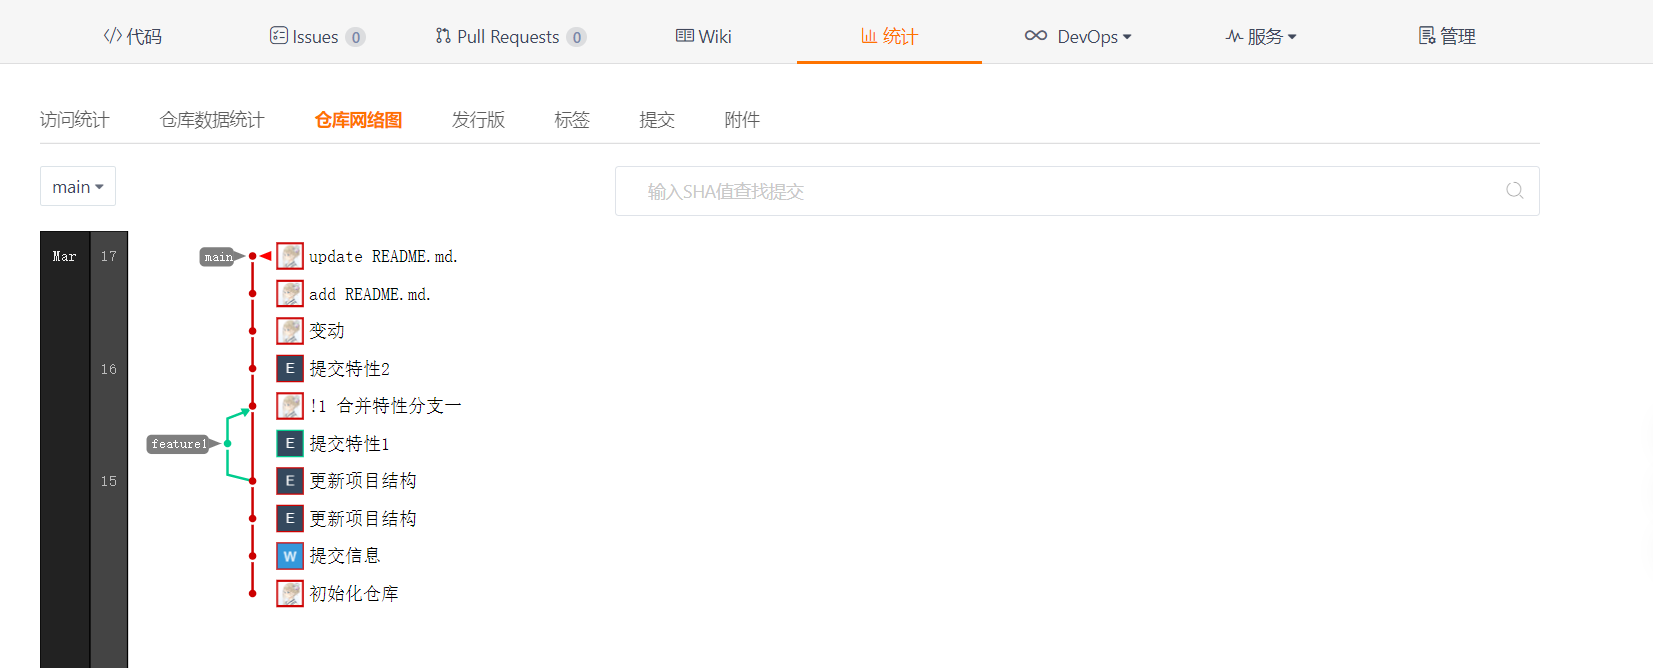 代码 Issues 0 Pull Requests 0 Wiki 统计 DevOps 服务 管理
访问统计 仓库数据统计 仓库网络图 发行版 标签 提交 附件
main 输入SHA值查找提交
Mar 17 main update README.md.
add README.md.
变动
16 E 提交特性2
!1 合并特性分支一
feature1 E 提交特性1
15 E 更新项目结构
E 更新项目结构
W 提交信息
初始化仓库